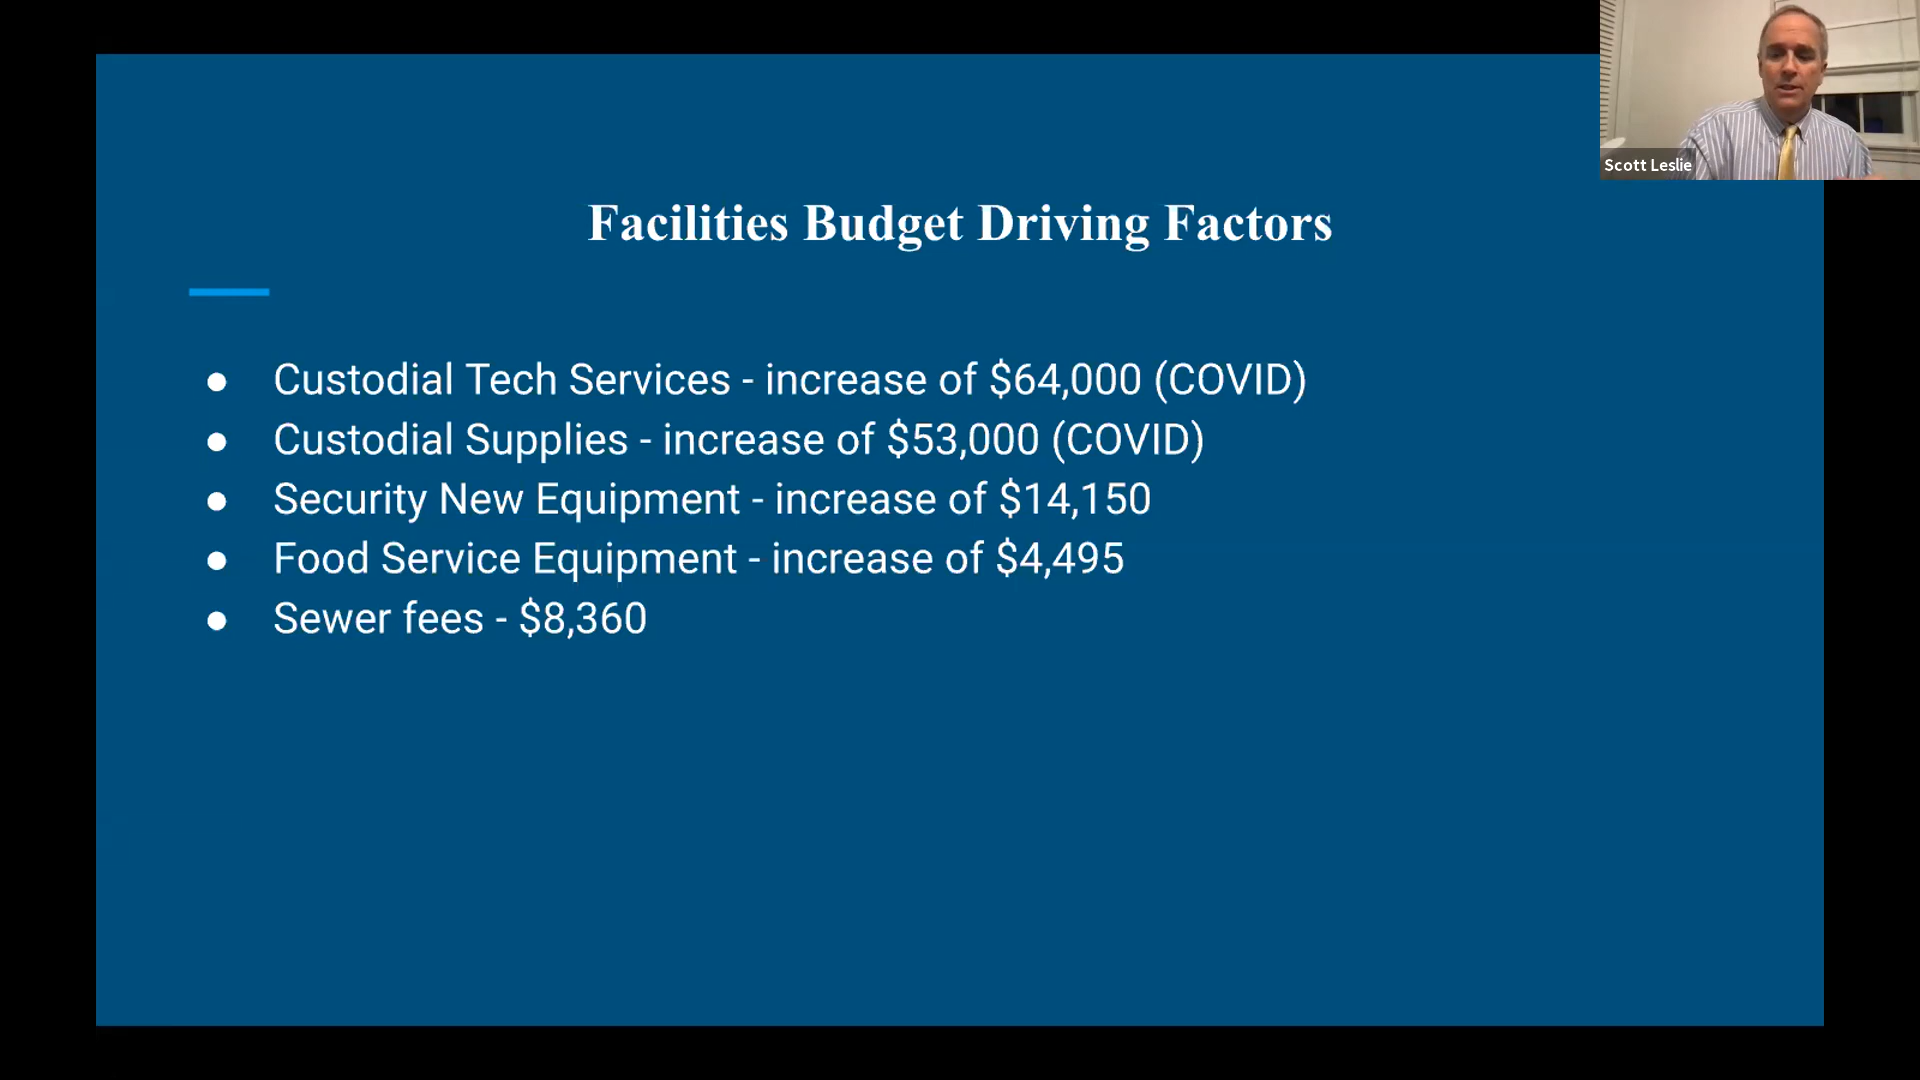 Scott Leslie
Facilities Budget Driving Factors
● Custodial Tech Services - increase of $64,000 (COVID)
● Custodial Supplies - increase of $53,000 (COVID)
● Security New Equipment - increase of $14,150
● Food Service Equipment - increase of $4,495
● Sewer fees - $8,360